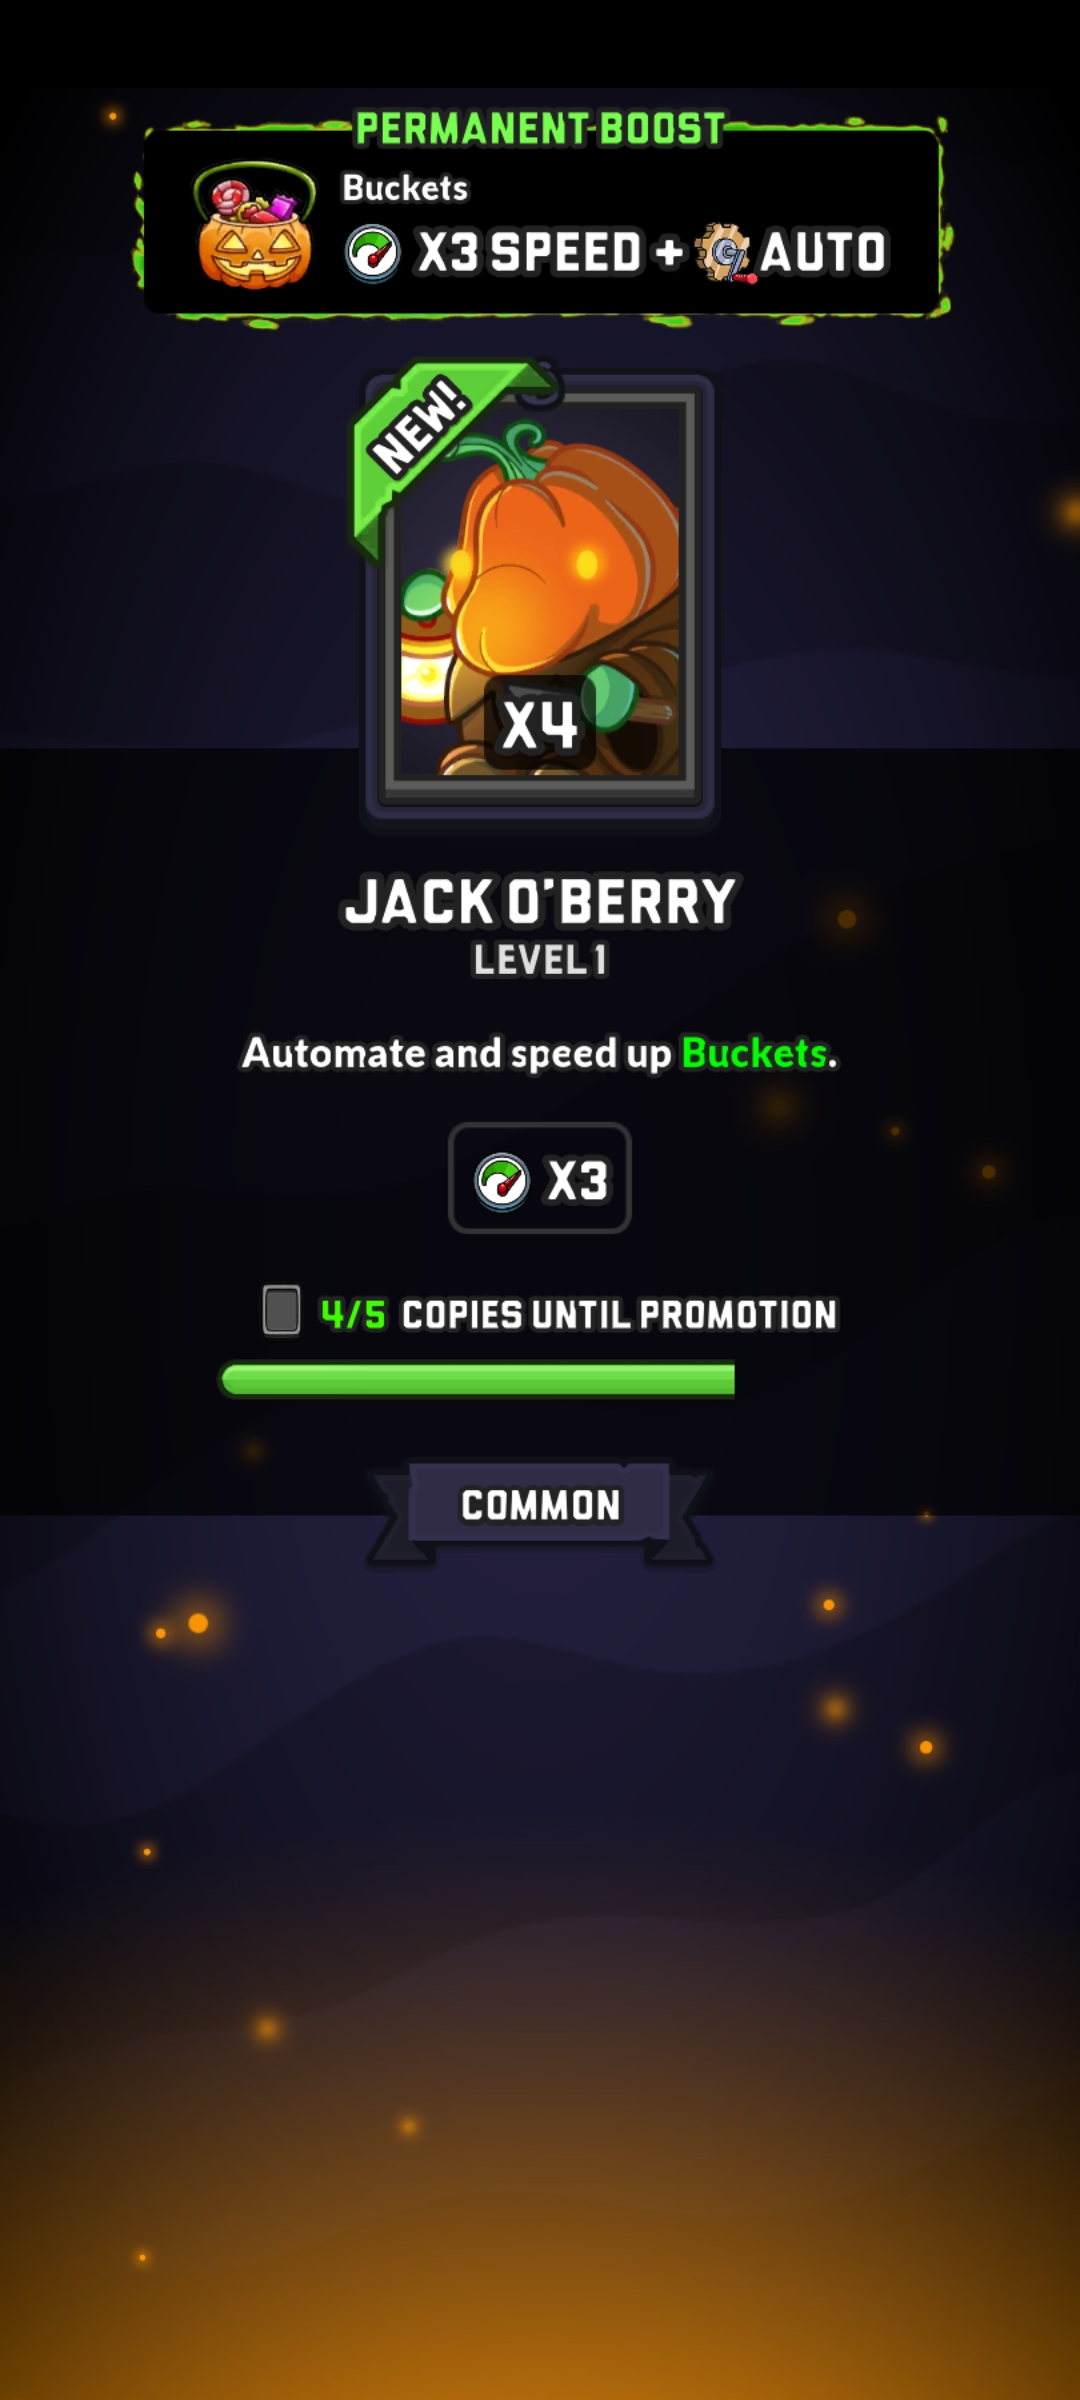 PERMANENT BOOST
Buckets
X3 SPEED + AUTO
NEW!
X4
JACK O'BERRY
LEVEL 1
Automate and speed up Buckets.
X3
4/5 COPIES UNTIL PROMOTION
COMMON